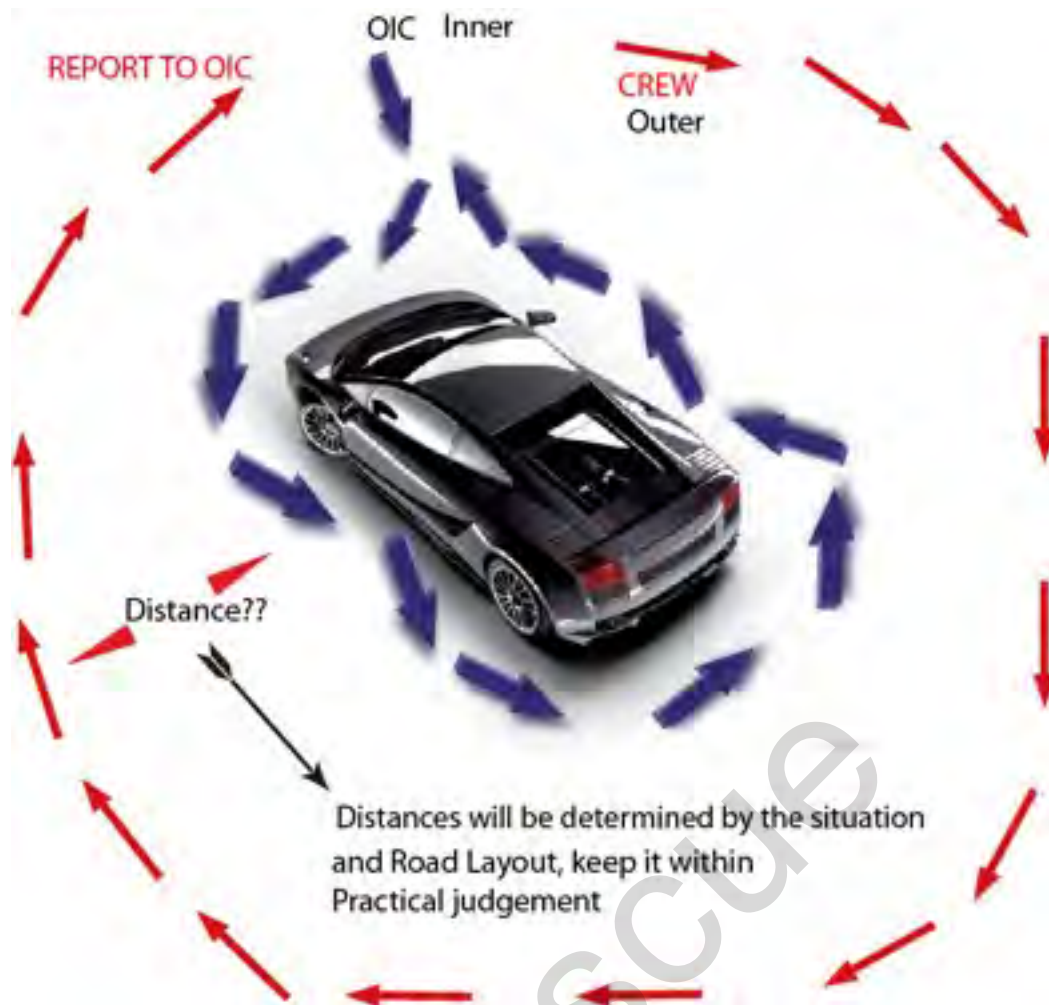 OIC Inner
REPORT TO OIC
CREW
Outer
Distance??
Distances will be determined by the situation
and Road Layout, keep it within
Practical judgement
scue